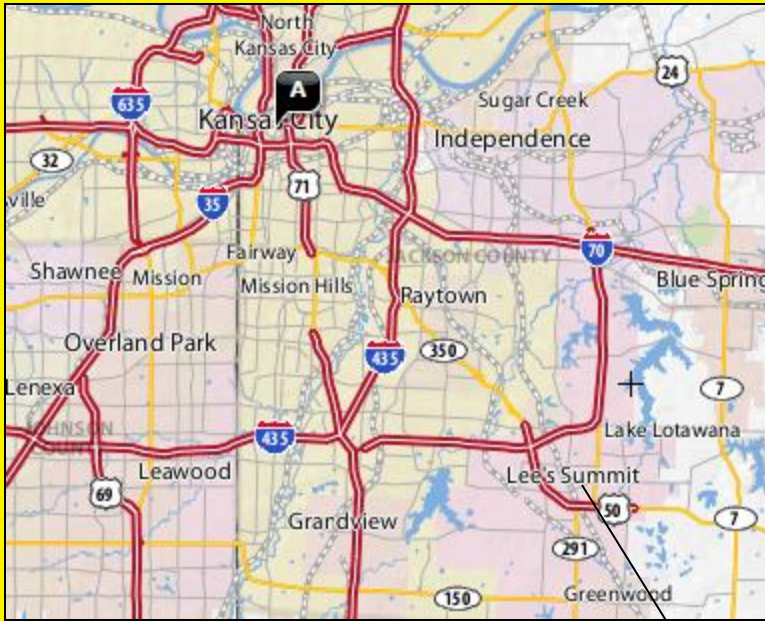 North
Kansas City
24
A
635
Sugar Creek
Kansas City
Independence
32
71
ville
35
Fairway
JACKSON COUNTY
70
Shawnee
Mission
Mission Hills
Blue Spring
Raytown
Overland Park
350
435
Lenexa
7
JOHNSON
COUNTY
435
Lake Lotawana
Leawood
Lee's Summit
69
50
Grandview
7
291
150
Greenwood